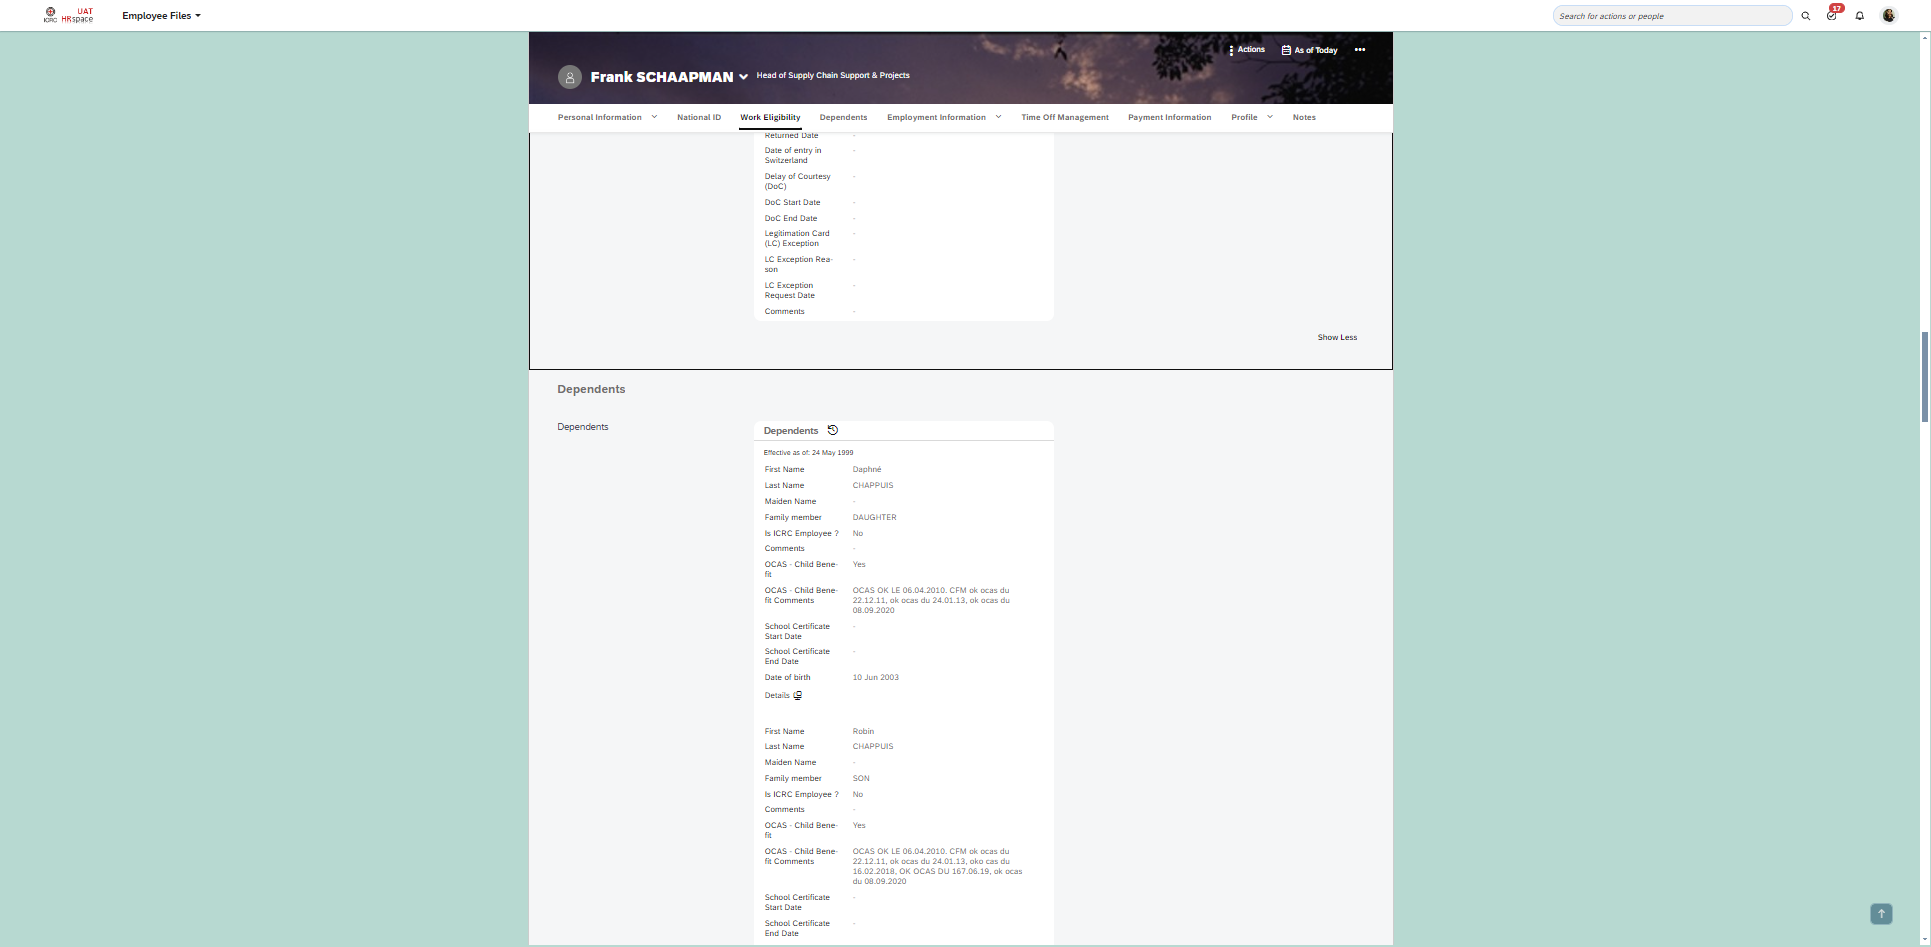 ICRC
UAT
HRspace
Employee Files
Search for actions or people
17
Actions
As of Today
Frank SCHAAPMAN
Head of Supply Chain Support & Projects
Personal Information
National ID
Work Eligibility
Dependents
Employment Information
Time Off Management
Payment Information
Profile
Notes
Returned Date -
Date of entry in -
Switzerland
Delay of Courtesy -
(DoC)
DoC Start Date -
DoC End Date -
Legitimation Card -
(LC) Exception
LC Exception Rea- -
son
LC Exception -
Request Date
Comments -
Show Less
Dependents
Dependents
Dependents
Effective as of: 24 May 1999
First Name Daphné
Last Name CHAPPUIS
Maiden Name -
Family member DAUGHTER
Is ICRC Employee ? No
Comments -
OCAS - Child Bene- Yes
fit
OCAS - Child Bene- OCAS OK LE 06.04.2010. CFM ok ocas du
fit Comments 22.12.11, ok ocas du 24.01.13, ok ocas du
08.09.2020
School Certificate -
Start Date
School Certificate -
End Date
Date of birth 10 Jun 2003
Details
First Name Robin
Last Name CHAPPUIS
Maiden Name -
Family member SON
Is ICRC Employee ? No
Comments -
OCAS - Child Bene- Yes
fit
OCAS - Child Bene- OCAS OK LE 06.04.2010. CFM ok ocas du
fit Comments 22.12.11, ok ocas du 24.01.13, oko cas du
16.02.2018, OK OCAS DU 167.06.19, ok ocas
du 08.09.2020
School Certificate -
Start Date
School Certificate -
End Date